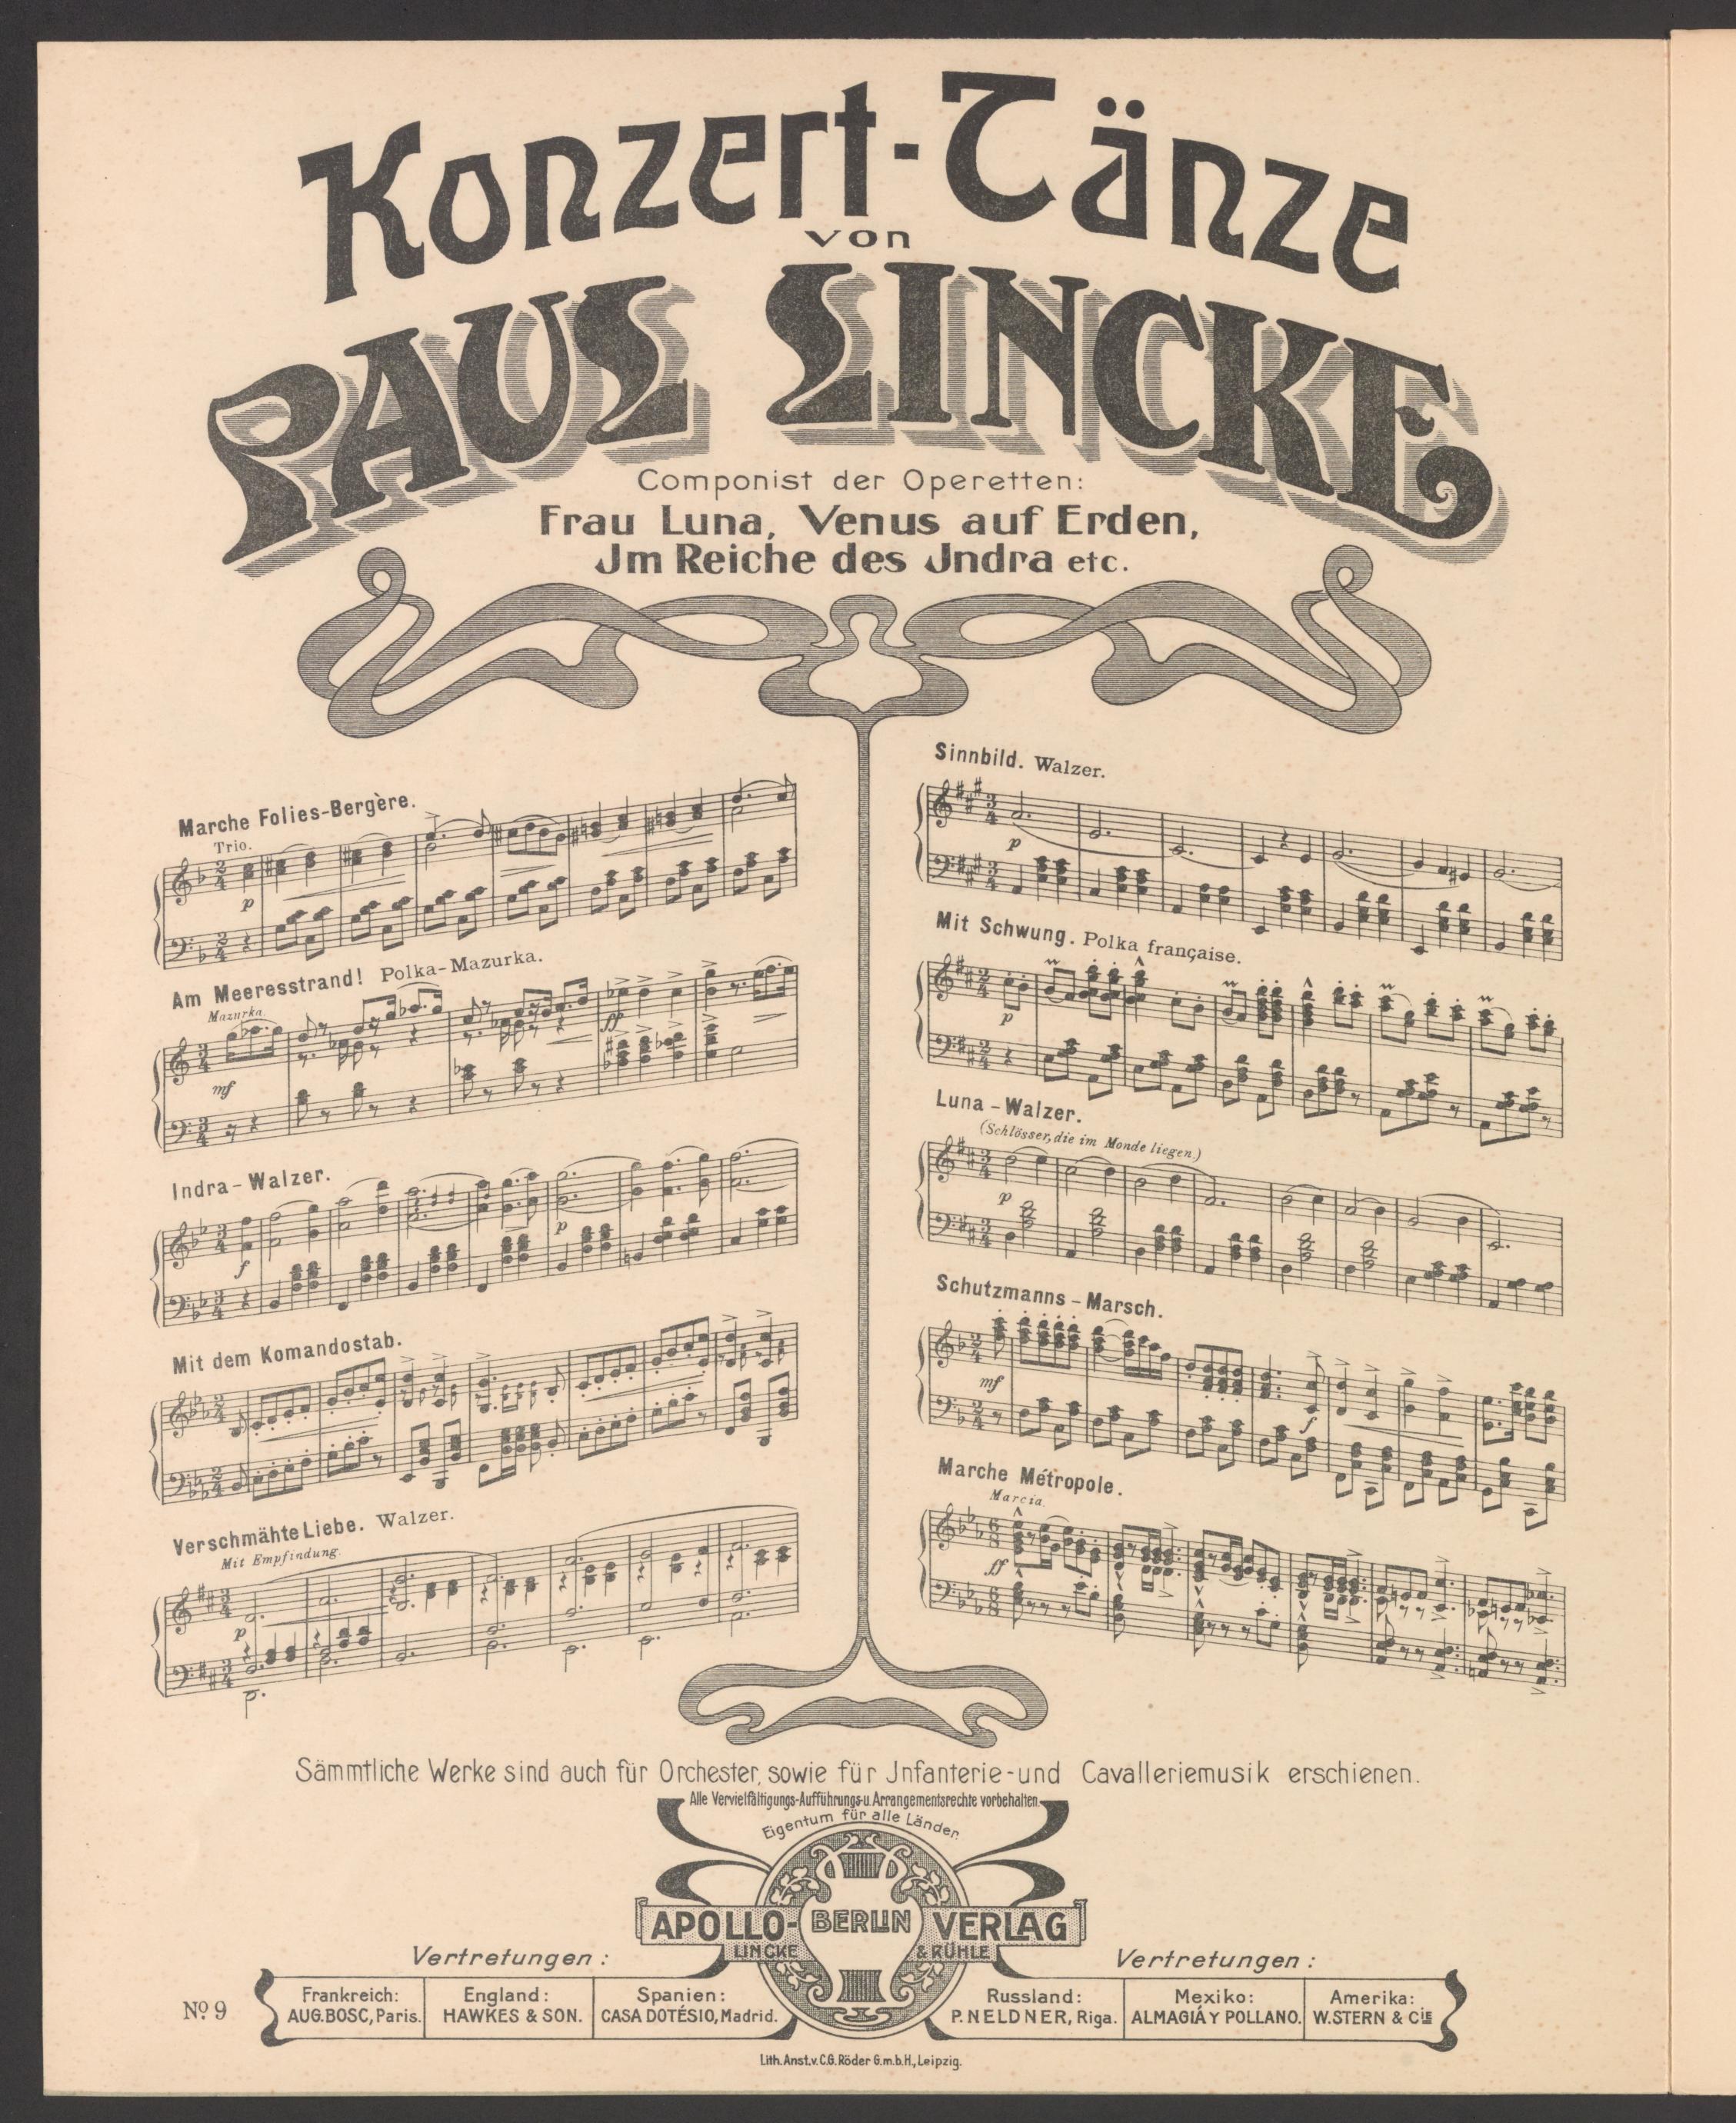 Konzert-Tänze
von
PAUL LINCKE
Componist der Operetten:
Frau Luna, Venus auf Erden,
Jm Reiche des Jndra etc.
Marche Folies-Bergère.
Trio.
p
Am Meeresstrand! Polka-Mazurka.
Mazurka.
mf
ff
Indra-Walzer.
f
p
Mit dem Komandostab.
Verschmähte Liebe. Walzer.
Mit Empfindung.
p
Sinnbild. Walzer.
p
Mit Schwung. Polka française.
p
Luna-Walzer.
(Schlösser, die im Monde liegen.)
p
Schutzmanns-Marsch.
mf
f
Marche Métropole.
Marcia.
ff
Sämmtliche Werke sind auch für Orchester, sowie für Jnfanterie-und Cavalleriemusik erschienen.
Alle Vervielfältigungs-Aufführungs-u. Arrangementsrechte vorbehalten.
Eigentum für alle Länder.
APOLLO-BERLIN VERLAG
LINCKE & RÜHLE
Vertretungen:
Vertretungen:
Frankreich:
AUG. BOSC, Paris.
England:
HAWKES & SON.
Spanien:
CASA DOTÉSIO, Madrid.
Russland:
P. NELDNER, Riga.
Mexiko:
ALMAGIÁ Y POLLANO.
Amerika:
W. STERN & Cie
No. 9
Lith. Anst. v. C.G. Röder G.m.b.H., Leipzig.